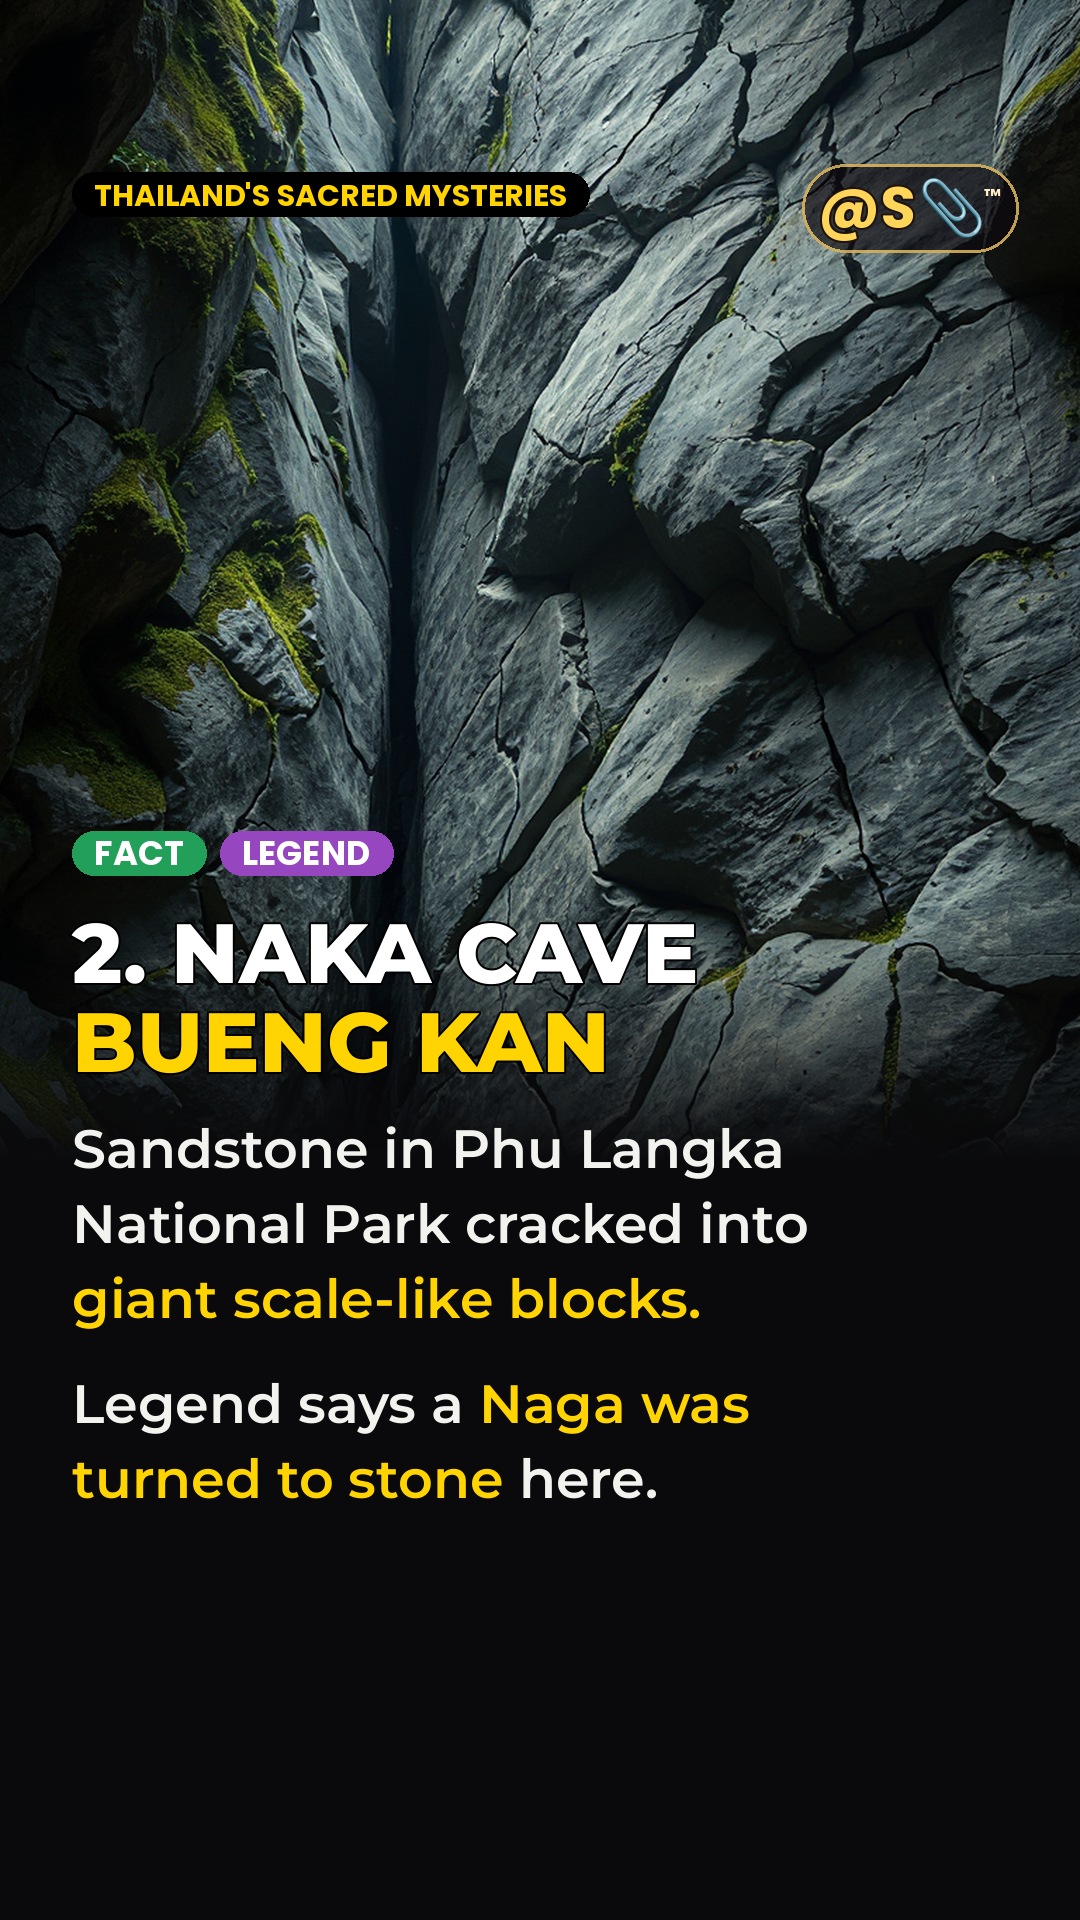 THAILAND'S SACRED MYSTERIES
@S📎™
FACT
LEGEND
2. NAKA CAVE
BUENG KAN
Sandstone in Phu Langka
National Park cracked into
giant scale-like blocks.
Legend says a Naga was
turned to stone here.